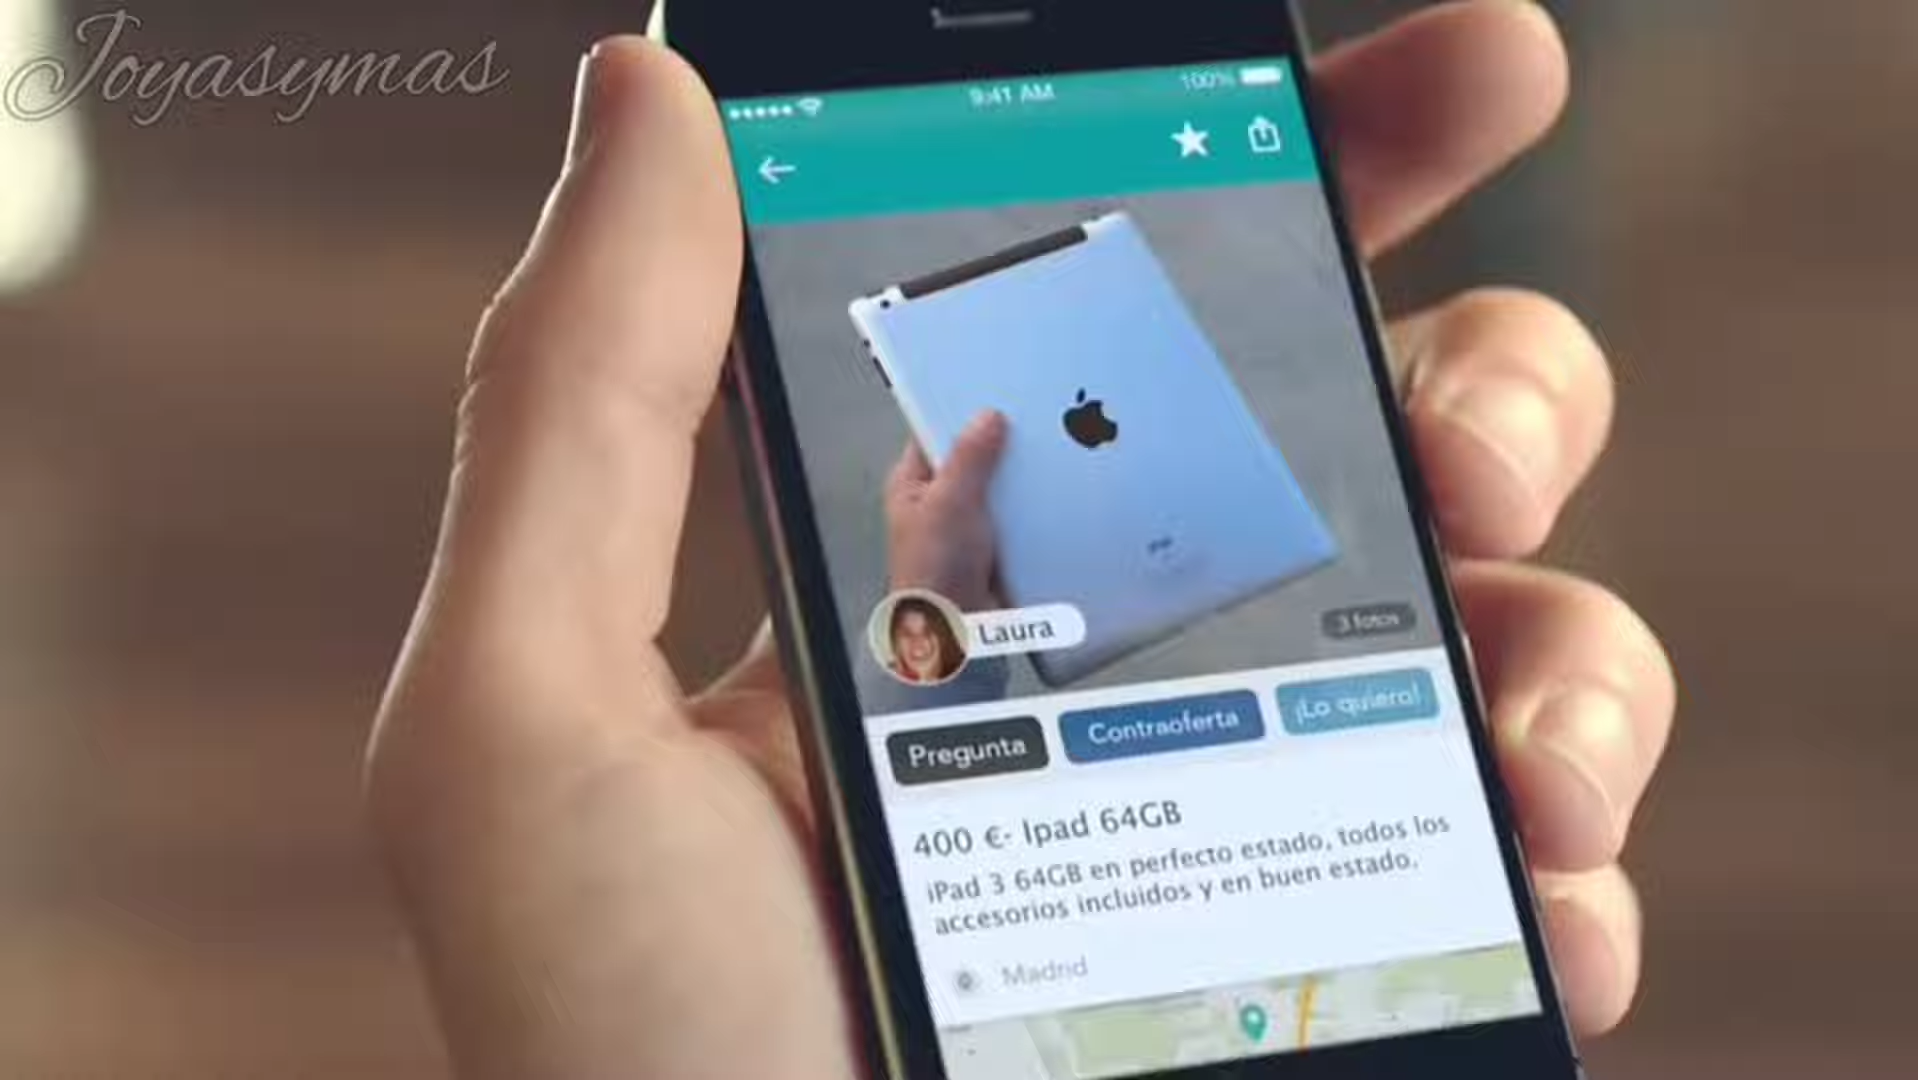 Joyasymas
9:41 AM
100%
Laura
3 fotos
Pregunta
Contraoferta
¡Lo quiero!
400 €- Ipad 64GB
iPad 3 64GB en perfecto estado, todos los
accesorios incluidos y en buen estado.
Madrid